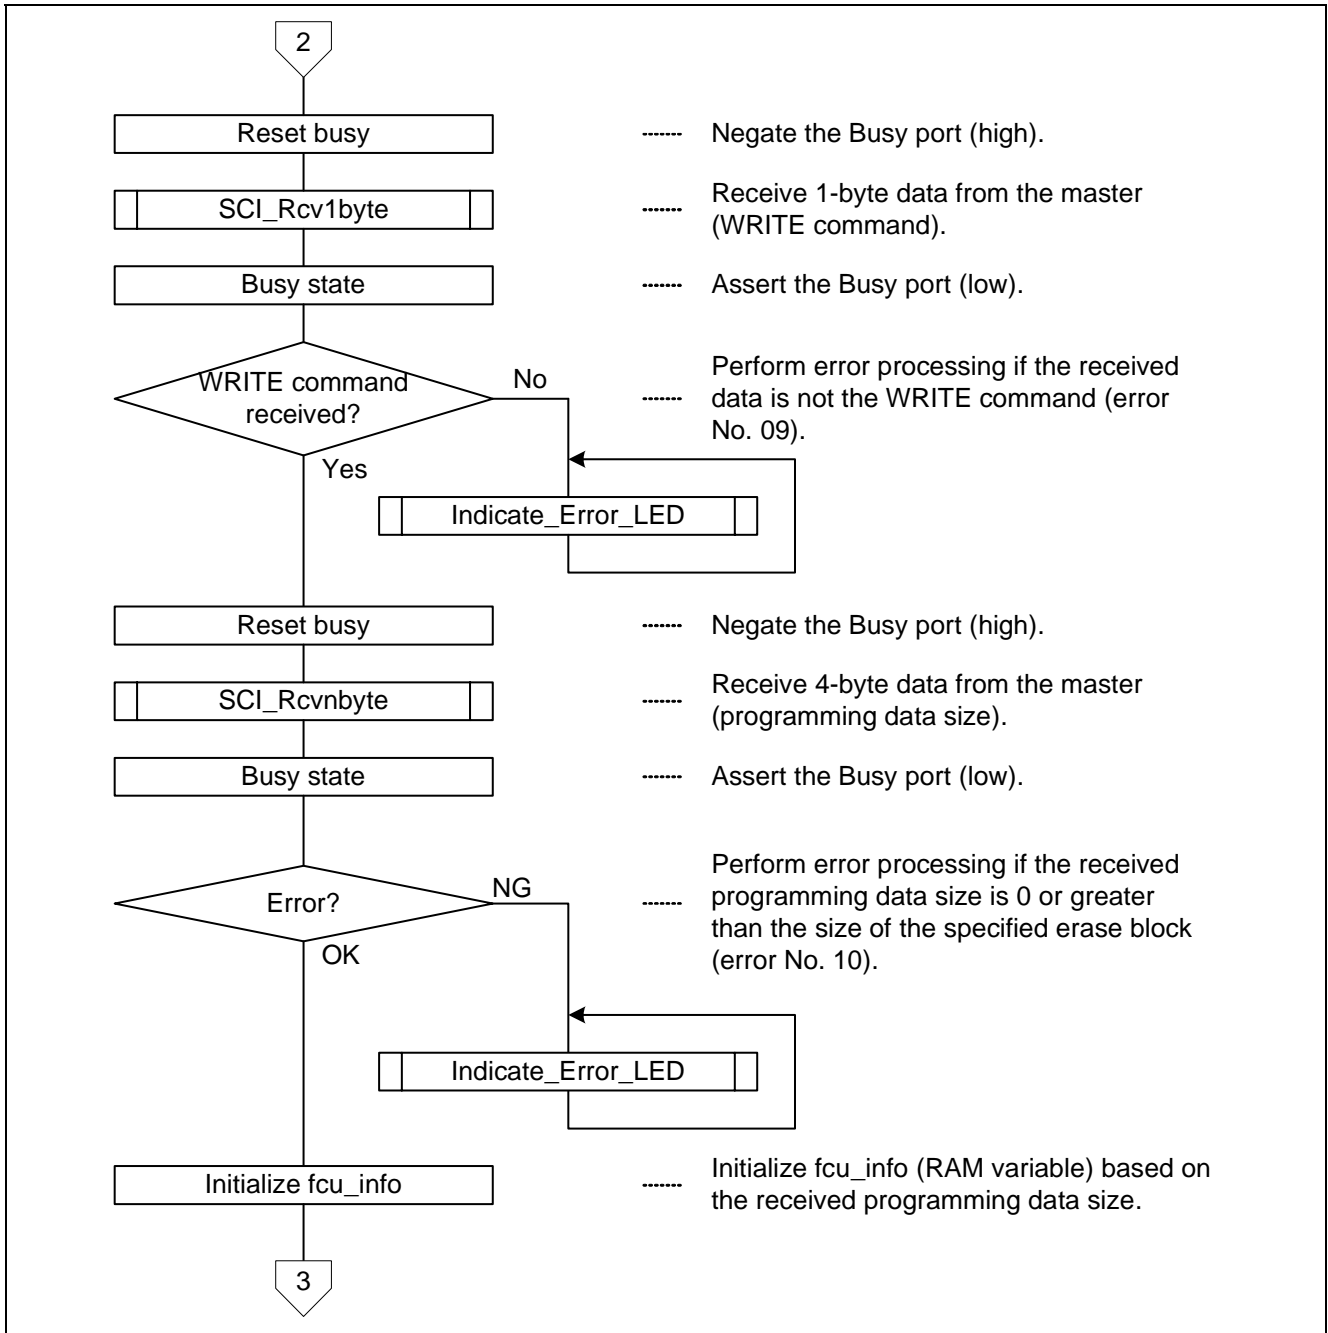 2
Reset busy
Negate the Busy port (high).
SCI_Rcv1byte
Receive 1-byte data from the master
(WRITE command).
Busy state
Assert the Busy port (low).
WRITE command
received?
No
Yes
Perform error processing if the received
data is not the WRITE command (error
No. 09).
Indicate_Error_LED
Reset busy
Negate the Busy port (high).
SCI_Rcvnbyte
Receive 4-byte data from the master
(programming data size).
Busy state
Assert the Busy port (low).
Error?
NG
OK
Perform error processing if the received
programming data size is 0 or greater
than the size of the specified erase block
(error No. 10).
Indicate_Error_LED
Initialize fcu_info
Initialize fcu_info (RAM variable) based on
the received programming data size.
3